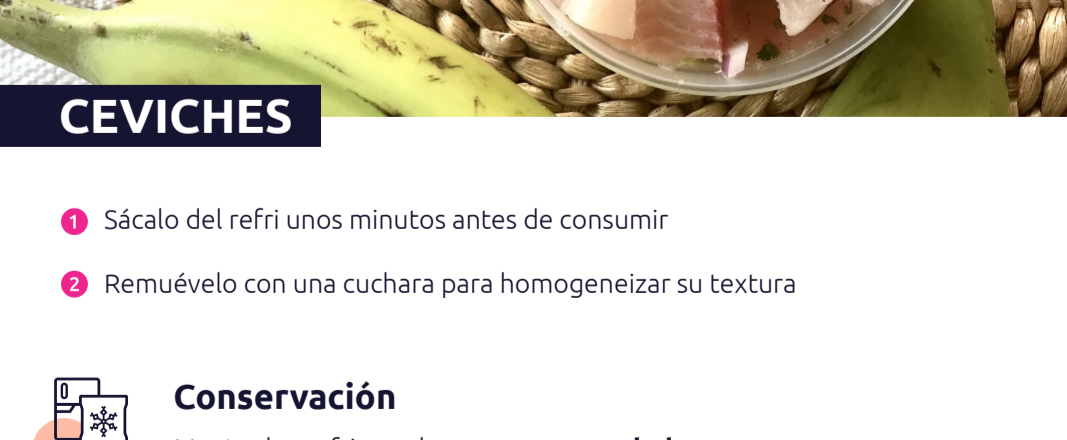 CEVICHES
1 Sácalo del refri unos minutos antes de consumir
2 Remuévelo con una cuchara para homogeneizar su textura
Conservación